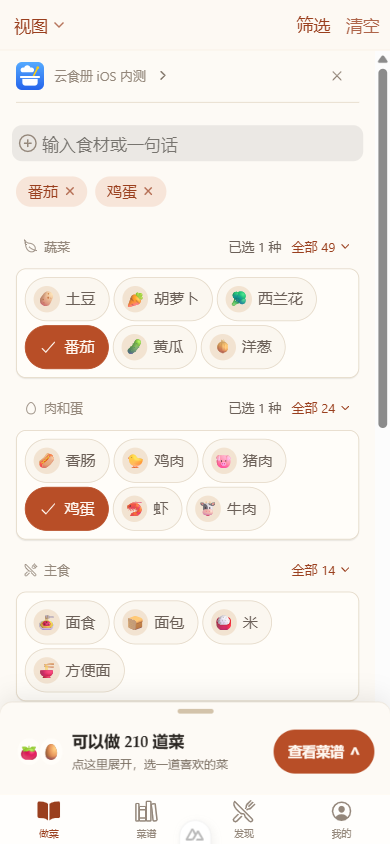 视图 筛选 清空
云食册 iOS 内测
输入食材或一句话
番茄 鸡蛋
蔬菜 已选 1 种 全部 49
土豆 胡萝卜 西兰花
番茄 黄瓜 洋葱
肉和蛋 已选 1 种 全部 24
香肠 鸡肉 猪肉
鸡蛋 虾 牛肉
主食 全部 14
面食 面包 米
方便面
可以做 210 道菜
点这里展开，选一道喜欢的菜
查看菜谱
做菜 菜谱 发现 我的